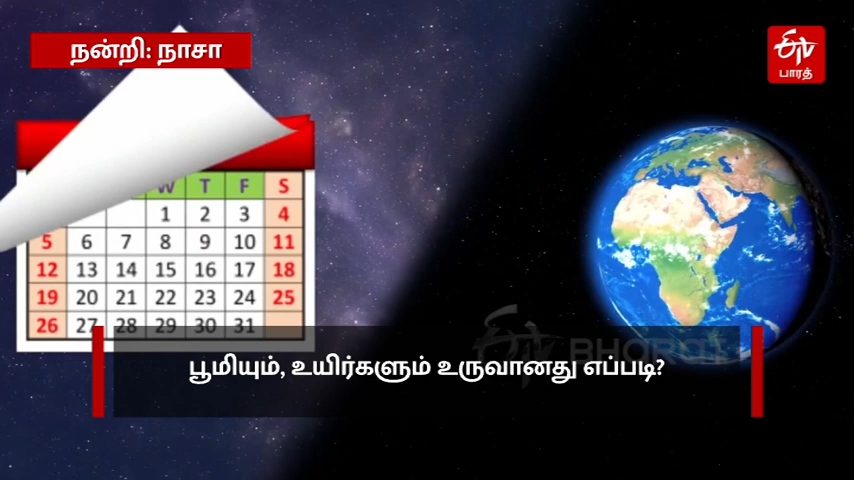 நன்றி: நாசா
ETV
பாரத்
W T F S
1 2 3 4
5 6 7 8 9 10 11
12 13 14 15 16 17 18
19 20 21 22 23 24 25
26 27 28 29 30 31
ETV BHARAT
பூமியும், உயிர்களும் உருவானது எப்படி?